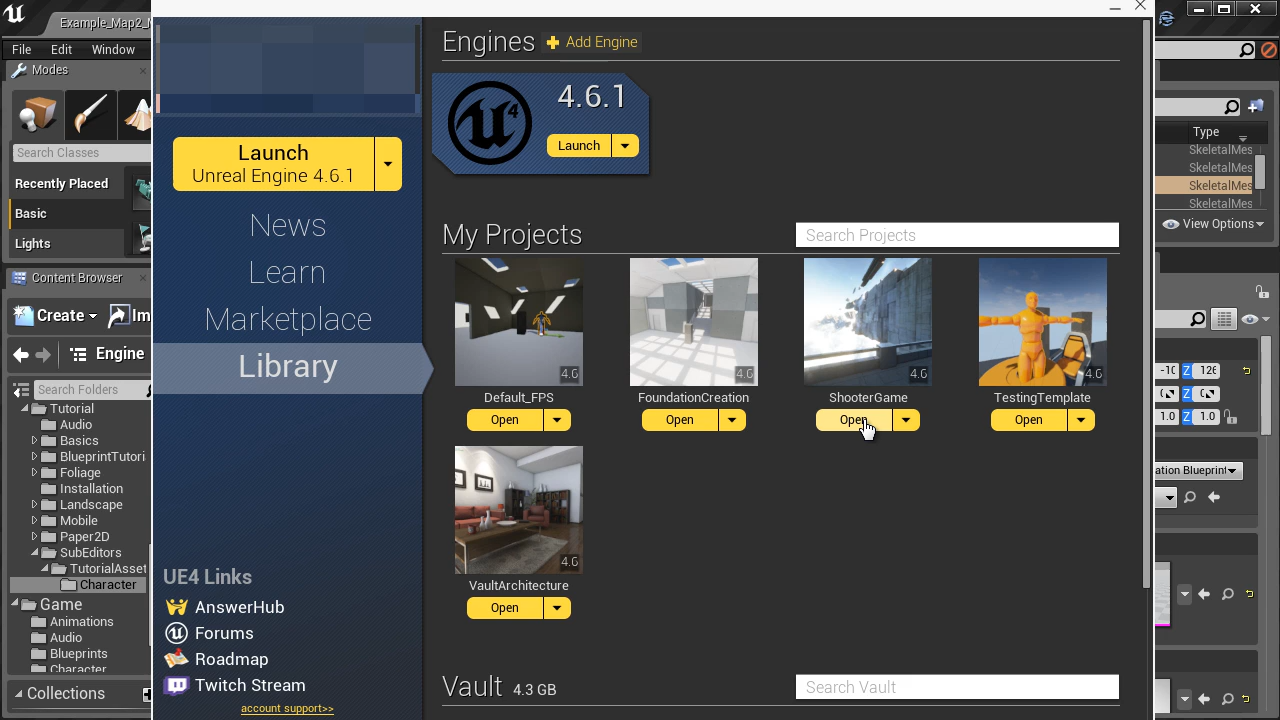 Example_Map2_
File Edit Window
Modes
Search Classes
Recently Placed
Basic
Lights
Content Browser
Create
Engine
Search Folders
Tutorial
Audio
Basics
BlueprintTutori
Foliage
Installation
Landscape
Mobile
Paper2D
SubEditors
TutorialAsset
Character
Game
Animations
Audio
Blueprints
Character
Collections
Launch
Unreal Engine 4.6.1
News
Learn
Marketplace
Library
UE4 Links
AnswerHub
Forums
Roadmap
Twitch Stream
account support>>
Engines Add Engine
4
4.6.1
Launch
My Projects
Search Projects
4.6 4.6 4.6 4.6
Default_FPS FoundationCreation ShooterGame TestingTemplate
Open Open Open Open
4.6
VaultArchitecture
Open
Vault 4.3 GB
Search Vault
Type
SkeletalMes
SkeletalMes
SkeletalMes
SkeletalMes
View Options
-10 Z 126
Z
1.0 Z 1.0
ation Blueprint